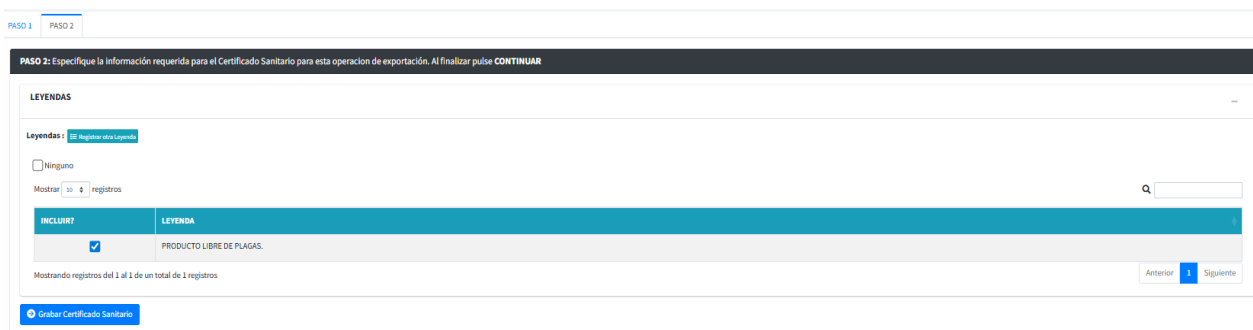 PASO 1 PASO 2
PASO 2: Especifique la información requerida para el Certificado Sanitario para esta operacion de exportación. Al finalizar pulse CONTINUAR
LEYENDAS
Leyendas : Registrar otra Leyenda
Ninguno
Mostrar 10 registros
INCLUIR? LEYENDA
PRODUCTO LIBRE DE PLAGAS.
Mostrando registros del 1 al 1 de un total de 1 registros
Anterior 1 Siguiente
Grabar Certificado Sanitario